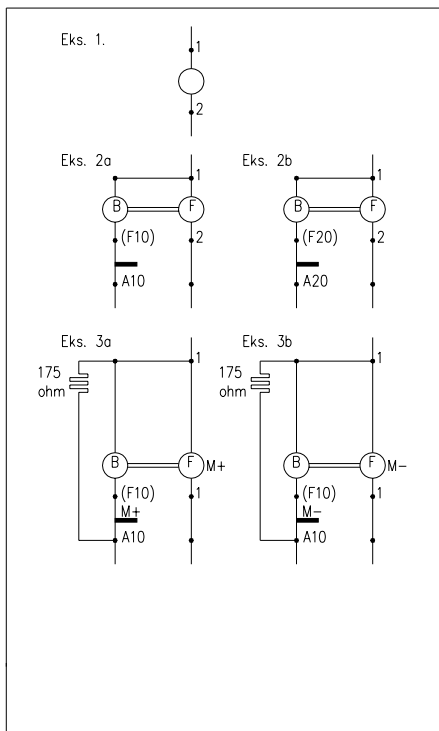 Eks. 1.
1
2
Eks. 2a
1
B F
(F10) 2
A10
Eks. 2b
1
B F
(F20) 2
A20
Eks. 3a
1
175
ohm
B F M+
(F10) 1
M+
A10
Eks. 3b
1
175
ohm
B F M-
(F10) 1
M-
A10